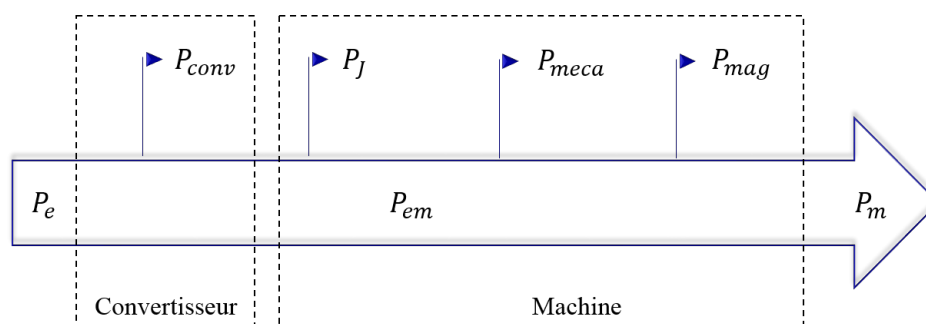 P_conv P_J P_meca P_mag
P_e P_em P_m
Convertisseur Machine